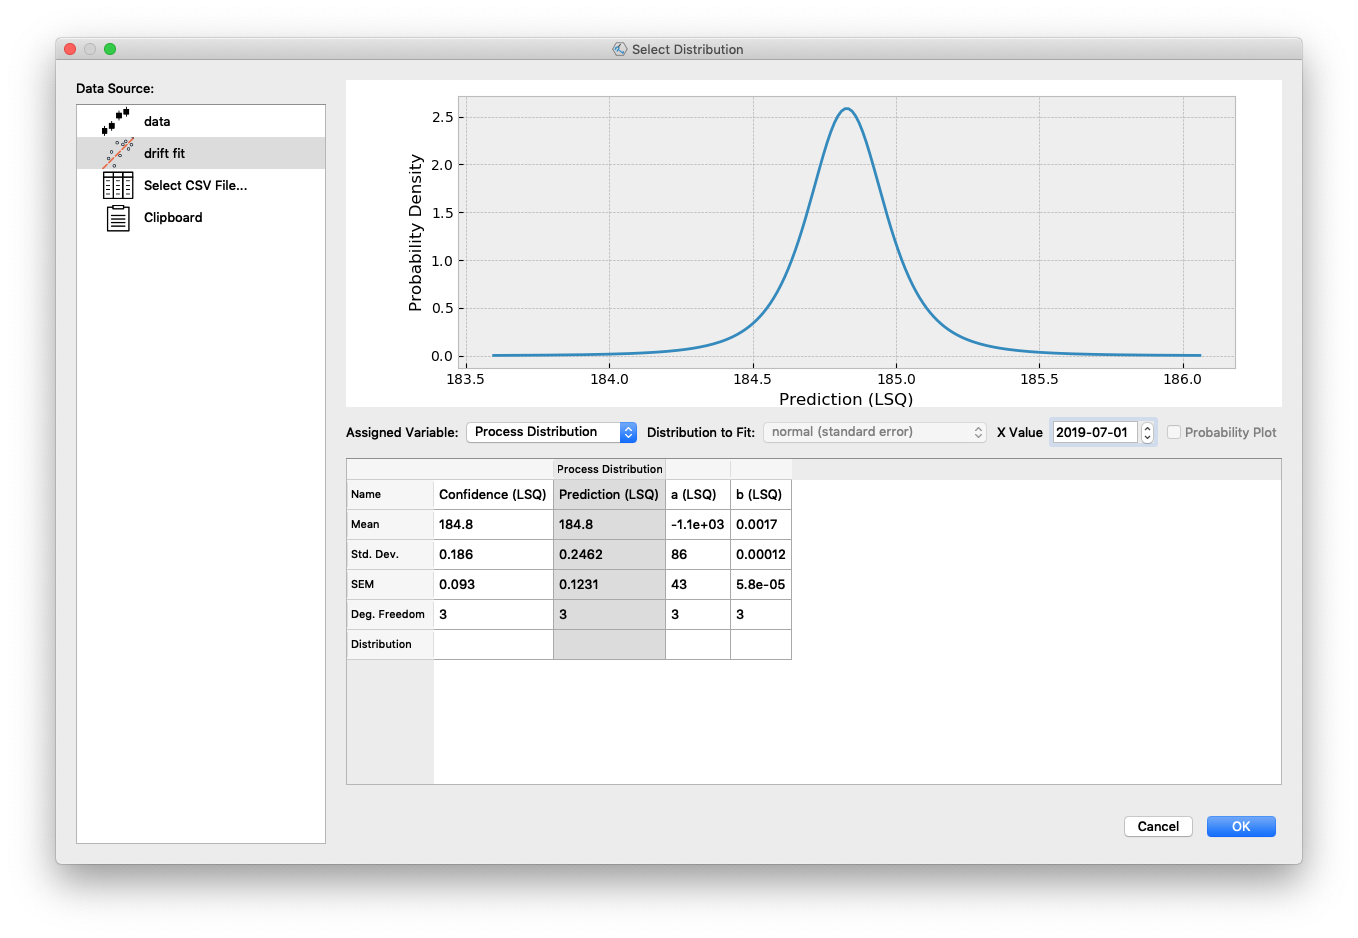 Select Distribution
Data Source:
data
drift fit
Select CSV File...
Clipboard
Probability Density
2.5
2.0
1.5
1.0
0.5
0.0
183.5 184.0 184.5 185.0 185.5 186.0
Prediction (LSQ)
Assigned Variable: Process Distribution Distribution to Fit: normal (standard error) X Value 2019-07-01 Probability Plot
Process Distribution
Name Confidence (LSQ) Prediction (LSQ) a (LSQ) b (LSQ)
Mean 184.8 184.8 -1.1e+03 0.0017
Std. Dev. 0.186 0.2462 86 0.00012
SEM 0.093 0.1231 43 5.8e-05
Deg. Freedom 3 3 3 3
Distribution
Cancel OK